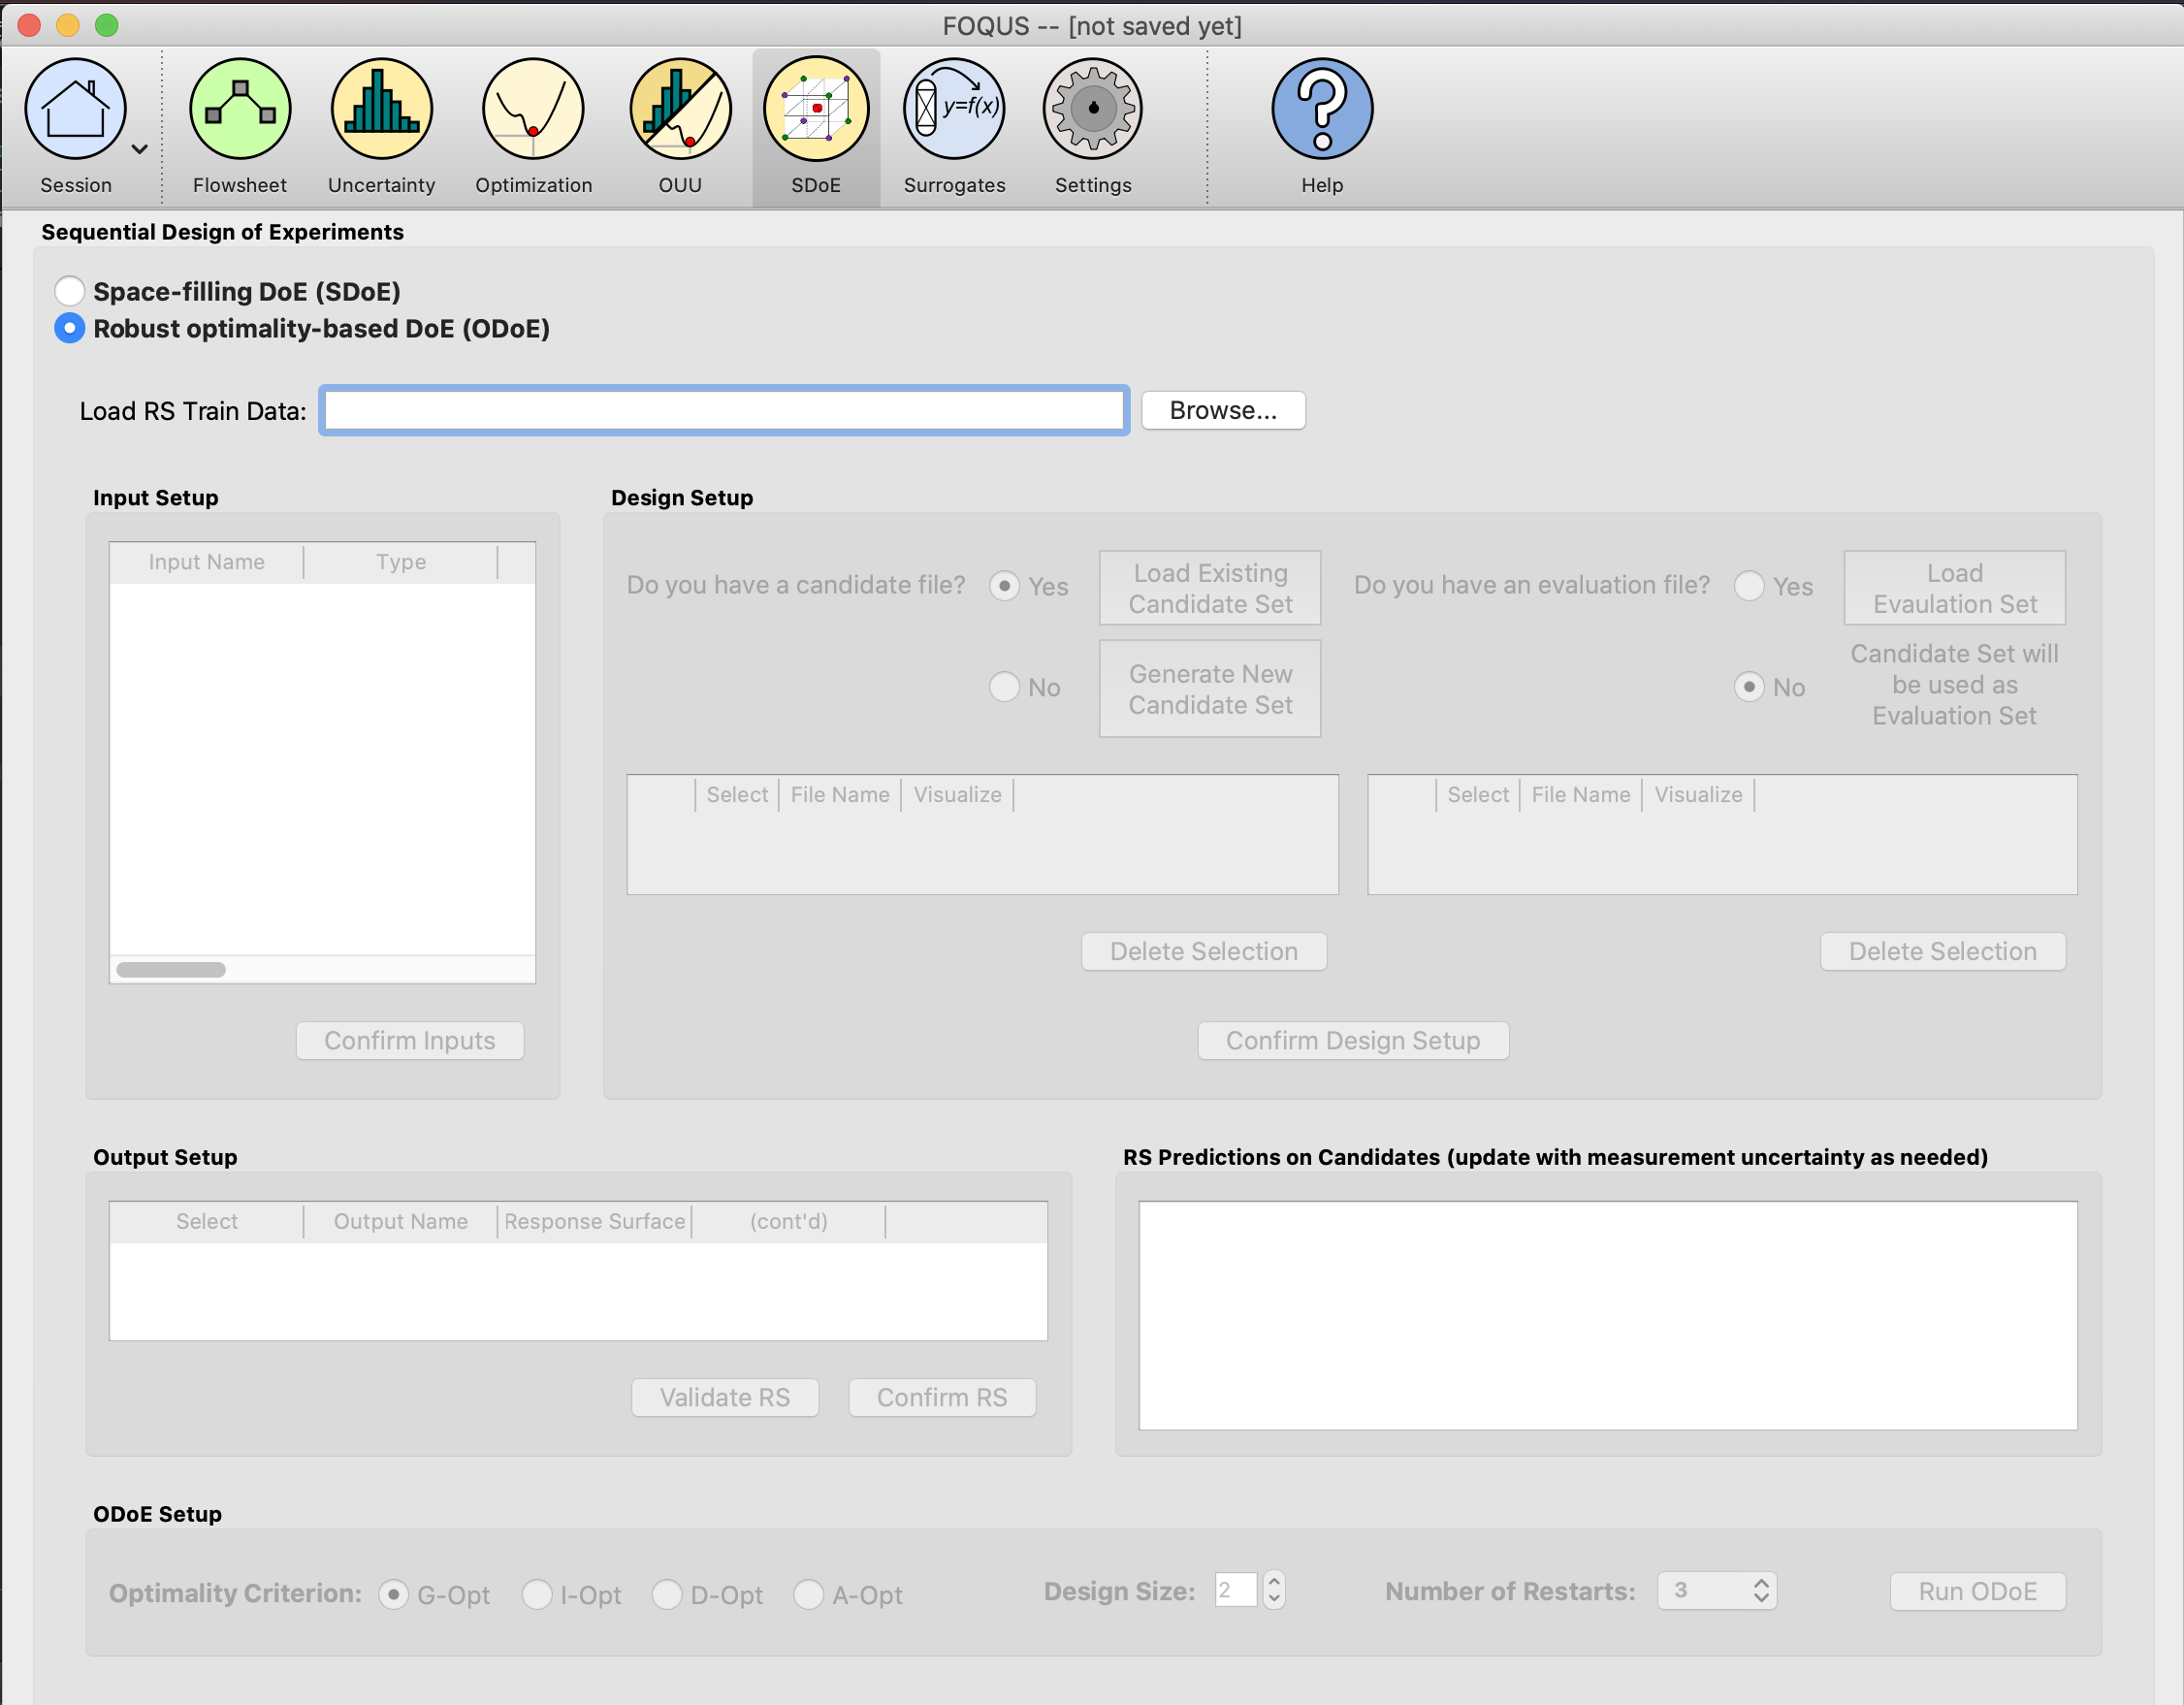 FOQUS -- [not saved yet]
y=f(x)
Session
Flowsheet
Uncertainty
Optimization
OUU
SDoE
Surrogates
Settings
Help
Sequential Design of Experiments
Space-filling DoE (SDoE)
Robust optimality-based DoE (ODoE)
Load RS Train Data:
Browse...
Input Setup
Input Name
Type
Confirm Inputs
Design Setup
Do you have a candidate file?
Yes
Load Existing
Candidate Set
No
Generate New
Candidate Set
Do you have an evaluation file?
Yes
Load
Evaulation Set
No
Candidate Set will
be used as
Evaluation Set
Select
File Name
Visualize
Select
File Name
Visualize
Delete Selection
Delete Selection
Confirm Design Setup
Output Setup
Select
Output Name
Response Surface
(cont'd)
Validate RS
Confirm RS
RS Predictions on Candidates (update with measurement uncertainty as needed)
ODoE Setup
Optimality Criterion:
G-Opt
I-Opt
D-Opt
A-Opt
Design Size:
2
Number of Restarts:
3
Run ODoE